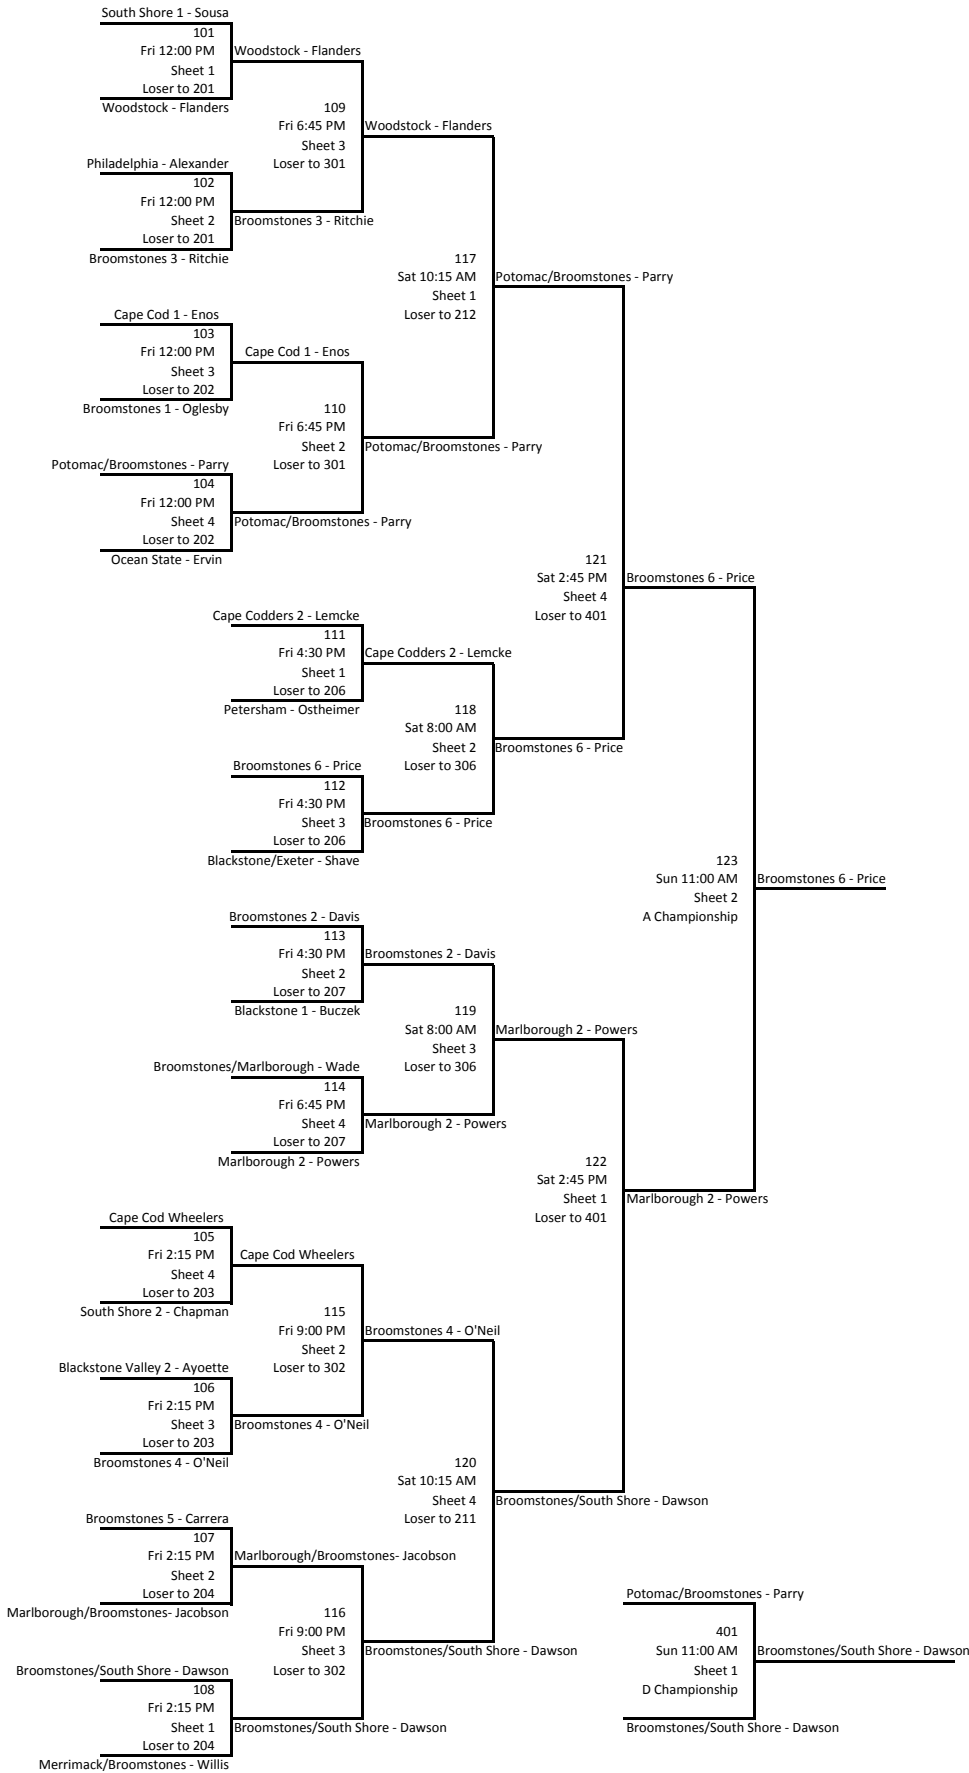 South Shore 1 - Sousa
101
Fri 12:00 PM
Woodstock - Flanders
Sheet 1
Loser to 201
Woodstock - Flanders
109
Fri 6:45 PM
Woodstock - Flanders
Sheet 3
Loser to 301
Philadelphia - Alexander
102
Fri 12:00 PM
Sheet 2
Broomstones 3 - Ritchie
Loser to 201
Broomstones 3 - Ritchie
117
Sat 10:15 AM
Potomac/Broomstones - Parry
Sheet 1
Loser to 212
Cape Cod 1 - Enos
103
Fri 12:00 PM
Cape Cod 1 - Enos
Sheet 3
Loser to 202
Broomstones 1 - Oglesby
110
Fri 6:45 PM
Sheet 2
Potomac/Broomstones - Parry
Loser to 301
Potomac/Broomstones - Parry
104
Fri 12:00 PM
Sheet 4
Potomac/Broomstones - Parry
Loser to 202
Ocean State - Ervin
121
Sat 2:45 PM
Broomstones 6 - Price
Sheet 4
Loser to 401
Cape Codders 2 - Lemcke
111
Fri 4:30 PM
Cape Codders 2 - Lemcke
Sheet 1
Loser to 206
Petersham - Ostheimer
118
Sat 8:00 AM
Sheet 2
Broomstones 6 - Price
Loser to 306
Broomstones 6 - Price
112
Fri 4:30 PM
Sheet 3
Broomstones 6 - Price
Loser to 206
Blackstone/Exeter - Shave
123
Sun 11:00 AM
Broomstones 6 - Price
Sheet 2
A Championship
Broomstones 2 - Davis
113
Fri 4:30 PM
Broomstones 2 - Davis
Sheet 2
Loser to 207
Blackstone 1 - Buczek
119
Sat 8:00 AM
Marlborough 2 - Powers
Sheet 3
Loser to 306
Broomstones/Marlborough - Wade
114
Fri 6:45 PM
Sheet 4
Marlborough 2 - Powers
Loser to 207
Marlborough 2 - Powers
122
Sat 2:45 PM
Sheet 1
Marlborough 2 - Powers
Loser to 401
Cape Cod Wheelers
105
Fri 2:15 PM
Cape Cod Wheelers
Sheet 4
Loser to 203
South Shore 2 - Chapman
115
Fri 9:00 PM
Broomstones 4 - O'Neil
Sheet 2
Loser to 302
Blackstone Valley 2 - Ayoette
106
Fri 2:15 PM
Sheet 3
Broomstones 4 - O'Neil
Loser to 203
Broomstones 4 - O'Neil
120
Sat 10:15 AM
Sheet 4
Broomstones/South Shore - Dawson
Loser to 211
Broomstones 5 - Carrera
107
Fri 2:15 PM
Marlborough/Broomstones- Jacobson
Sheet 2
Loser to 204
Marlborough/Broomstones- Jacobson
116
Fri 9:00 PM
Sheet 3
Broomstones/South Shore - Dawson
Loser to 302
Broomstones/South Shore - Dawson
108
Fri 2:15 PM
Sheet 1
Broomstones/South Shore - Dawson
Loser to 204
Merrimack/Broomstones - Willis
Potomac/Broomstones - Parry
401
Sun 11:00 AM
Broomstones/South Shore - Dawson
Sheet 1
D Championship
Broomstones/South Shore - Dawson